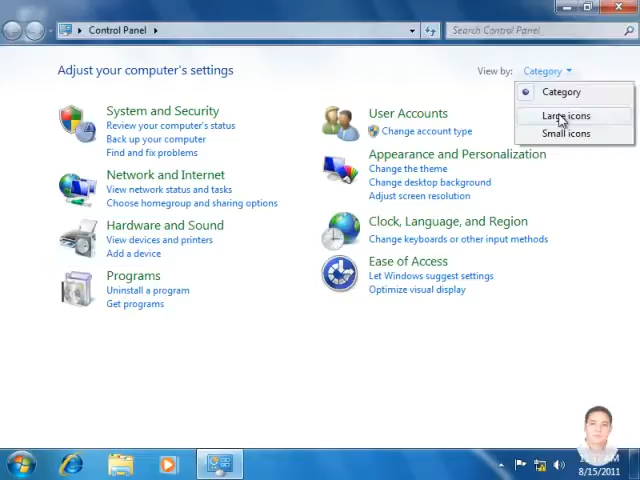 Control Panel
Search Control Panel
Adjust your computer's settings
View by: Category
Category
Large icons
Small icons
System and Security
Review your computer's status
Back up your computer
Find and fix problems
Network and Internet
View network status and tasks
Choose homegroup and sharing options
Hardware and Sound
View devices and printers
Add a device
Programs
Uninstall a program
Get programs
User Accounts
Change account type
Appearance and Personalization
Change the theme
Change desktop background
Adjust screen resolution
Clock, Language, and Region
Change keyboards or other input methods
Ease of Access
Let Windows suggest settings
Optimize visual display
8/15/2011